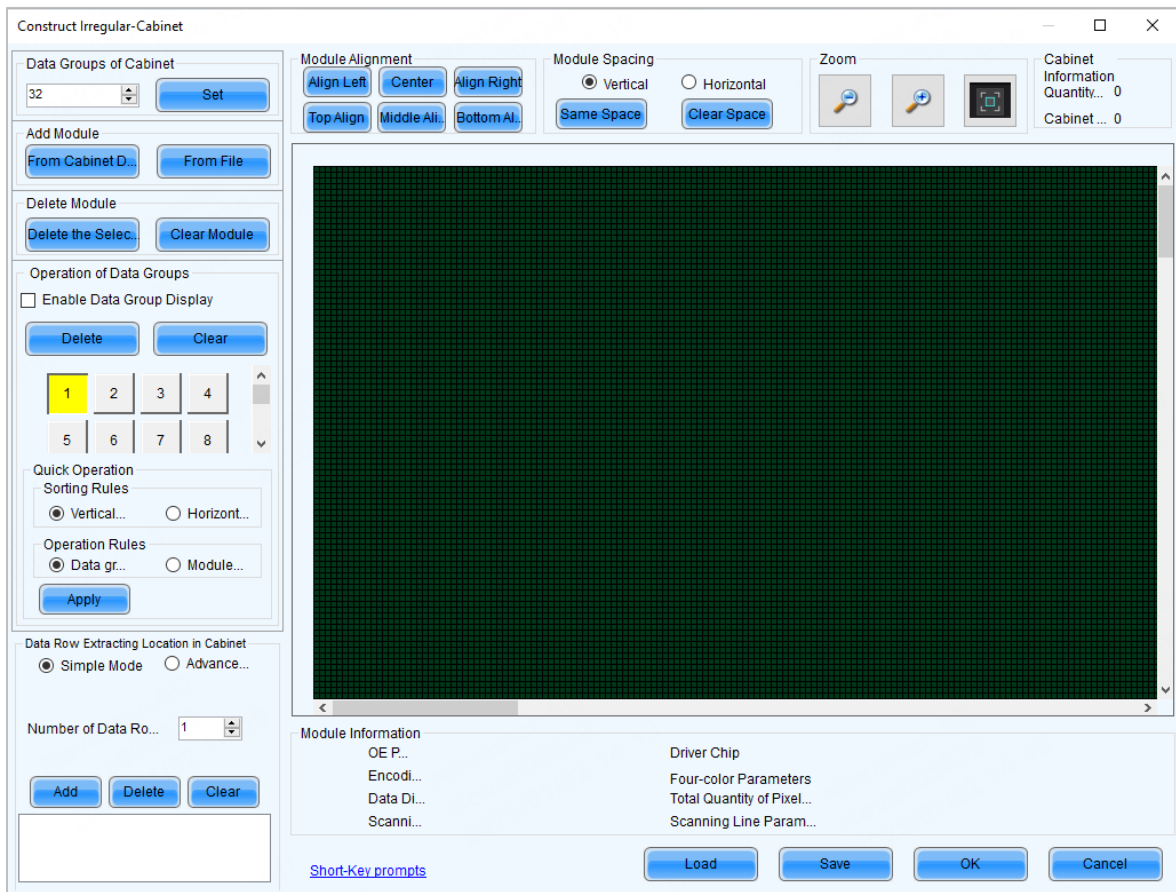 Construct Irregular-Cabinet
Data Groups of Cabinet
32
Set
Add Module
From Cabinet D...
From File
Delete Module
Delete the Selec...
Clear Module
Operation of Data Groups
Enable Data Group Display
Delete
Clear
1 2 3 4
5 6 7 8
Quick Operation
Sorting Rules
Vertical... Horizont...
Operation Rules
Data gr... Module...
Apply
Data Row Extracting Location in Cabinet
Simple Mode Advance...
Number of Data Ro... 1
Add Delete Clear
Module Alignment
Align Left Center Align Right
Top Align Middle Ali... Bottom Al...
Module Spacing
Vertical Horizontal
Same Space Clear Space
Zoom
Cabinet
Information
Quantity... 0
Cabinet ... 0
Module Information
OE P...
Encodi...
Data Di...
Scanni...
Driver Chip
Four-color Parameters
Total Quantity of Pixel...
Scanning Line Param...
Short-Key prompts
Load Save OK Cancel